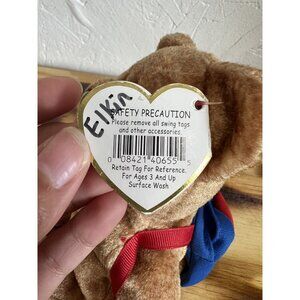 Elkin
SAFETY PRECAUTION
Please remove all swing tags
and other accessories.
0 08421 40655 5
Retain Tag For Reference.
For Ages 3 And Up
Surface Wash